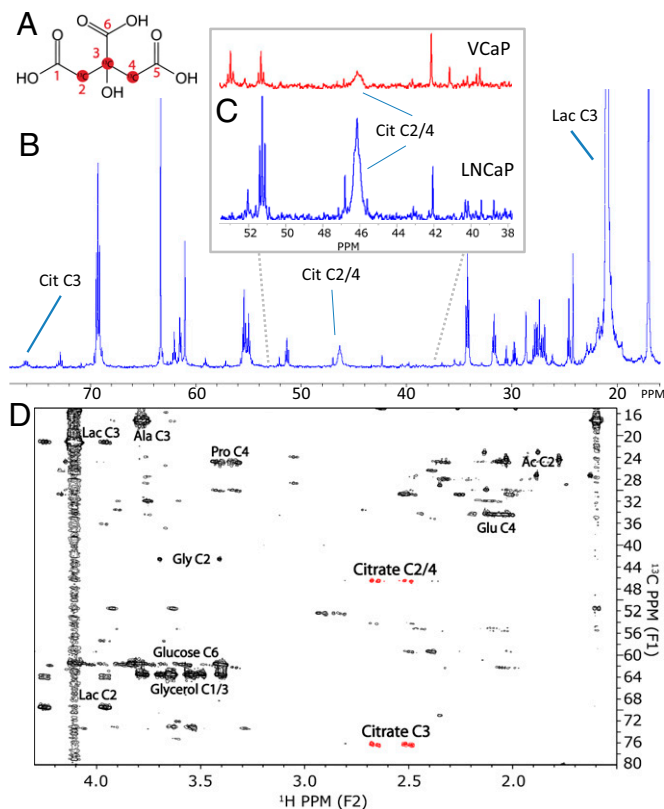 A
O
OH
6
O
O
3
HO
1
C
C
C
4
5
OH
2
OH
VCaP
C
Cit C2/4
LNCaP
52 50 48 46 44 42 40 38
PPM
Lac C3
B
Cit C3
Cit C2/4
70 60 50 40 30 20 PPM
D
Lac C3
Ala C3
Pro C4
Ac C2
Glu C4
Gly C2
Citrate C2/4
Glucose C6
Glycerol C1/3
Lac C2
Citrate C3
16
20
24
28
32
36
40
44
48
52
56
60
64
68
72
76
80
¹³C PPM (F1)
4.0 3.5 3.0 2.5 2.0
¹H PPM (F2)